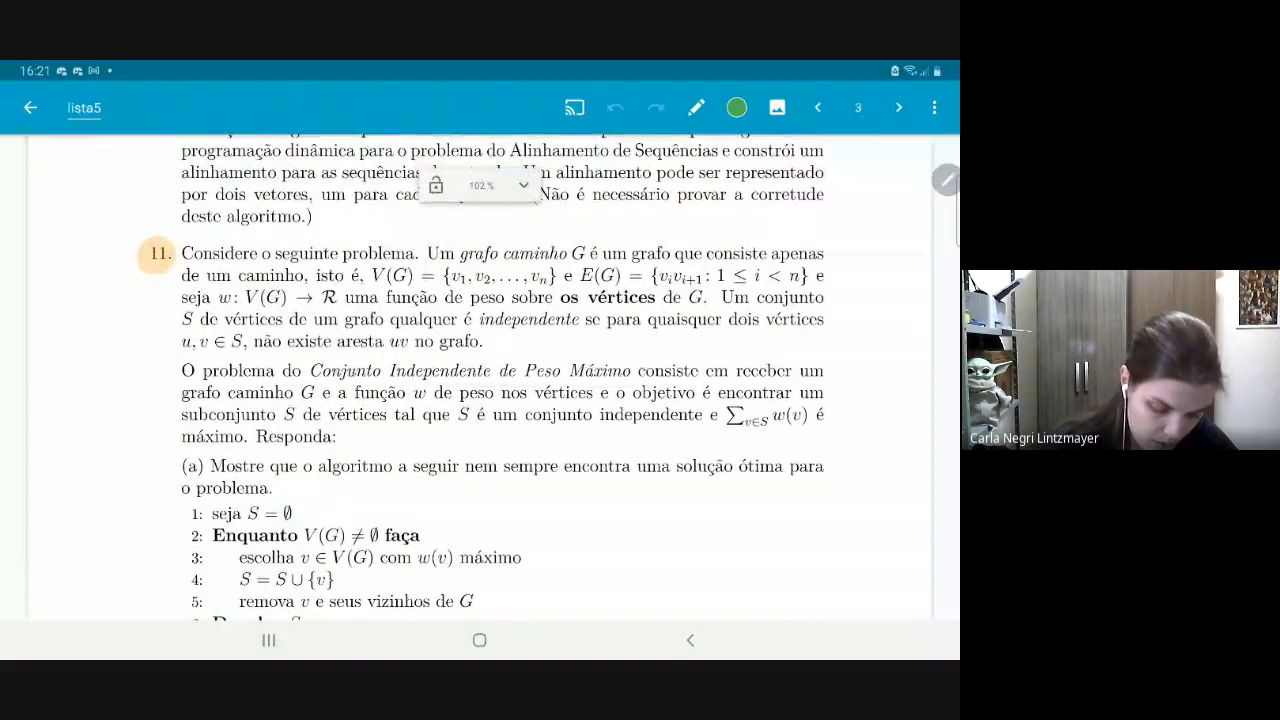 16:21
lista5
3
programação dinâmica para o problema do Alinhamento de Sequências e constrói um
alinhamento para as sequências m alinhamento pode ser representado
102%
por dois vetores, um para cad (Não é necessário provar a corretude
deste algoritmo.)
11. Considere o seguinte problema. Um grafo caminho G é um grafo que consiste apenas
de um caminho, isto é, V(G) = {v₁, v₂, . . . , vₙ} e E(G) = {vᵢvᵢ₊₁ : 1 ≤ i < n} e
seja w : V(G) → R uma função de peso sobre os vértices de G. Um conjunto
S de vértices de um grafo qualquer é independente se para quaisquer dois vértices
u, v ∈ S, não existe aresta uv no grafo.
O problema do Conjunto Independente de Peso Máximo consiste em receber um
grafo caminho G e a função w de peso nos vértices e o objetivo é encontrar um
subconjunto S de vértices tal que S é um conjunto independente e ∑v∈S w(v) é
máximo. Responda:
(a) Mostre que o algoritmo a seguir nem sempre encontra uma solução ótima para
o problema.
1: seja S = ∅
2: Enquanto V(G) ≠ ∅ faça
3: escolha v ∈ V(G) com w(v) máximo
4: S = S ∪ {v}
5: remova v e seus vizinhos de G
Carla Negri Lintzmayer